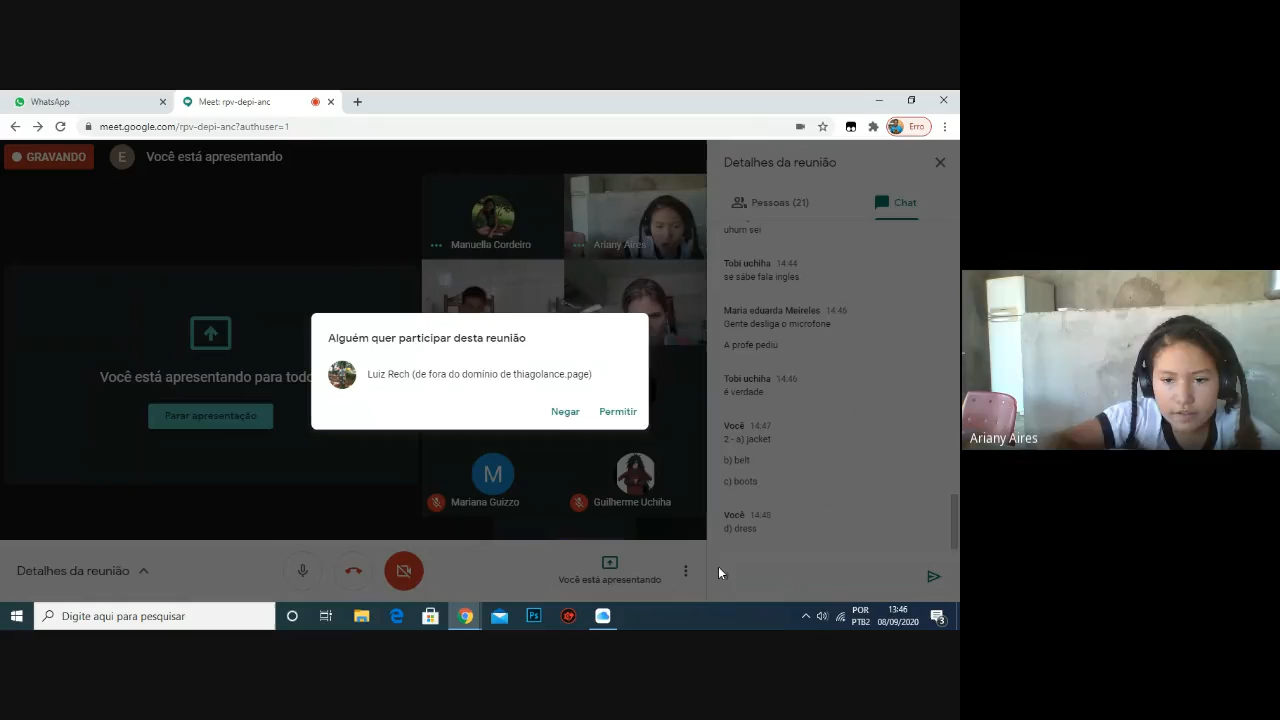 WhatsApp
Meet: rpv-depi-anc
meet.google.com/rpv-depi-anc?authuser=1
Erro
GRAVANDO
E
Você está apresentando
Manuella Cordeiro
Ariany Aires
Você está apresentando para todo
Parar apresentação
Alguém quer participar desta reunião
Luiz Rech (de fora do domínio de thiagolance.page)
Negar
Permitir
M
Mariana Guizzo
Guilherme Uchiha
Detalhes da reunião
Pessoas (21)
Chat
uhum sei
Tobi uchiha 14:44
se sábe fala inglês
Maria eduarda Meireles 14:46
Gente desliga o microfone
A profe pediu
Tobi uchiha 14:46
é verdade
Você 14:47
2 - a) jacket
b) belt
c) boots
Você 14:48
d) dress
Detalhes da reunião
Você está apresentando
Ariany Aires
Digite aqui para pesquisar
Ps
POR
PTB2
13:46
08/09/2020
3